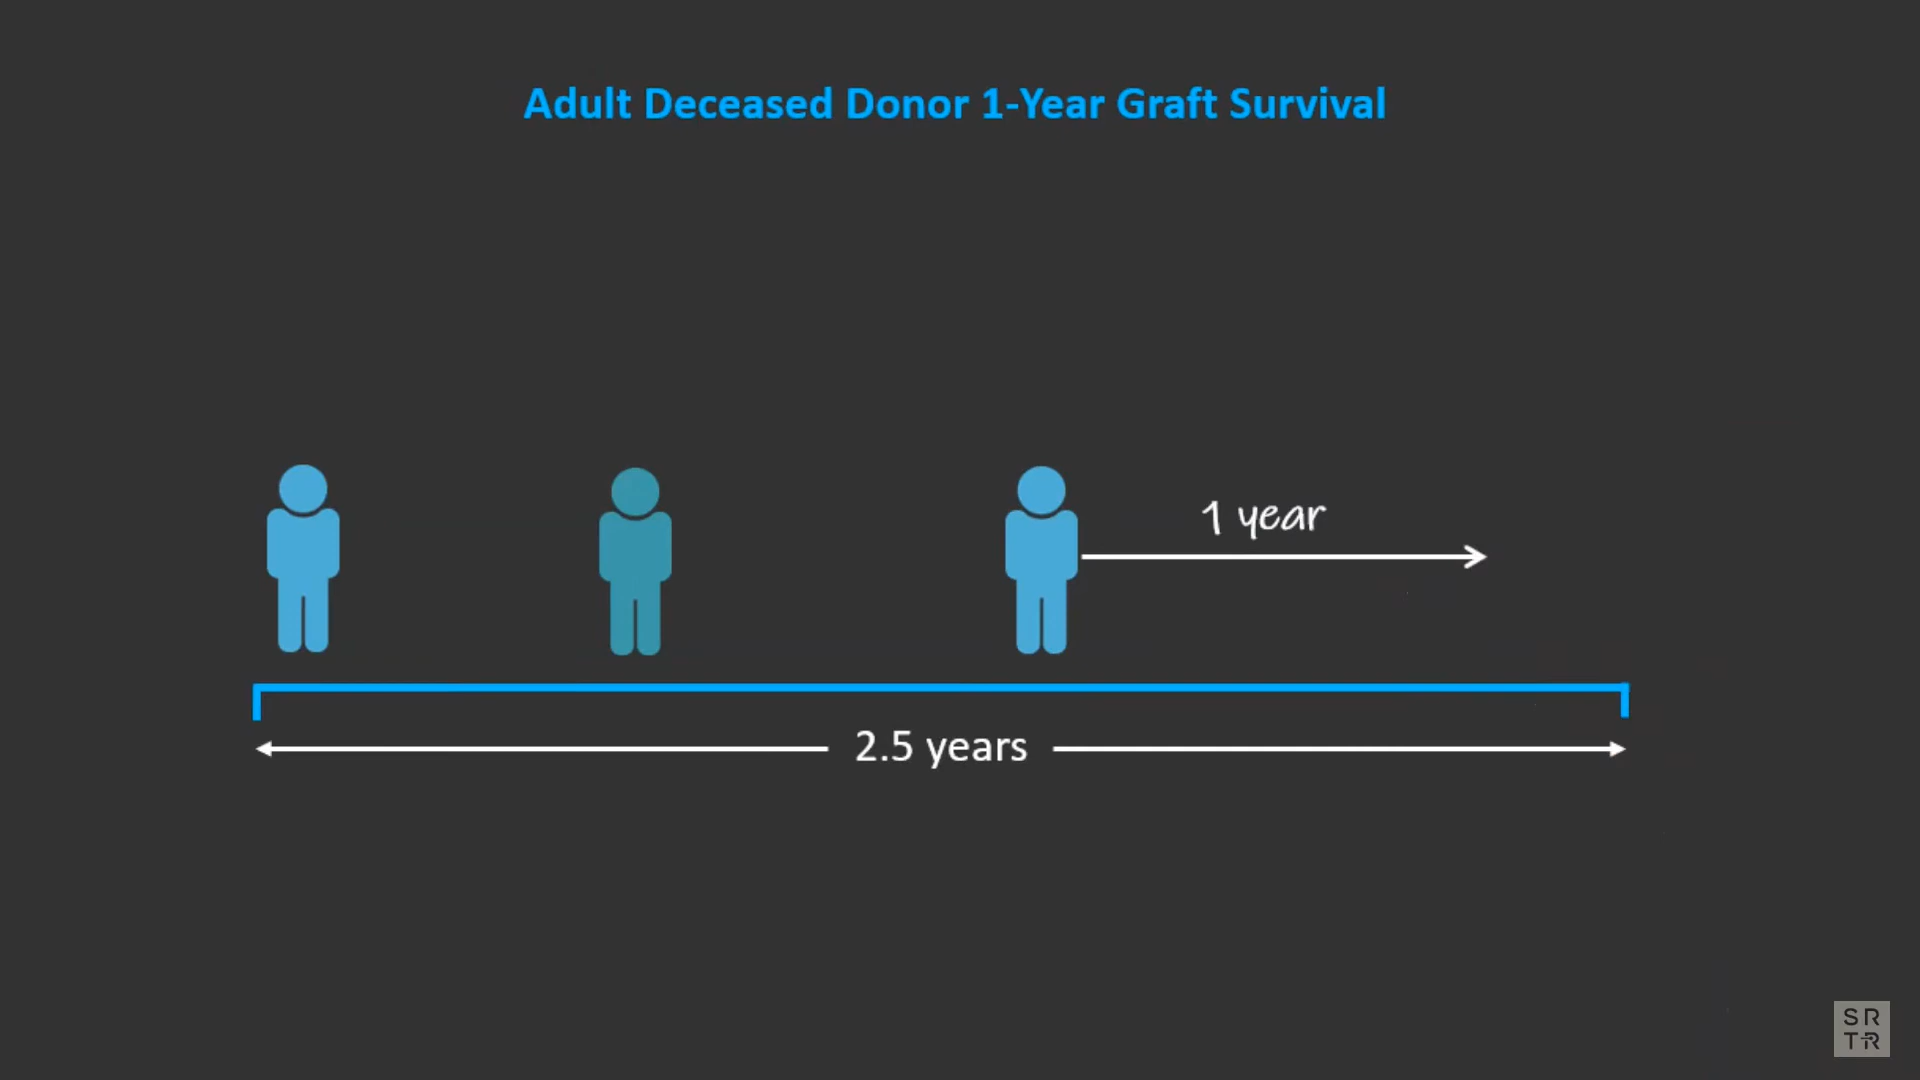 Adult Deceased Donor 1-Year Graft Survival
1 year
2.5 years
SR
TR